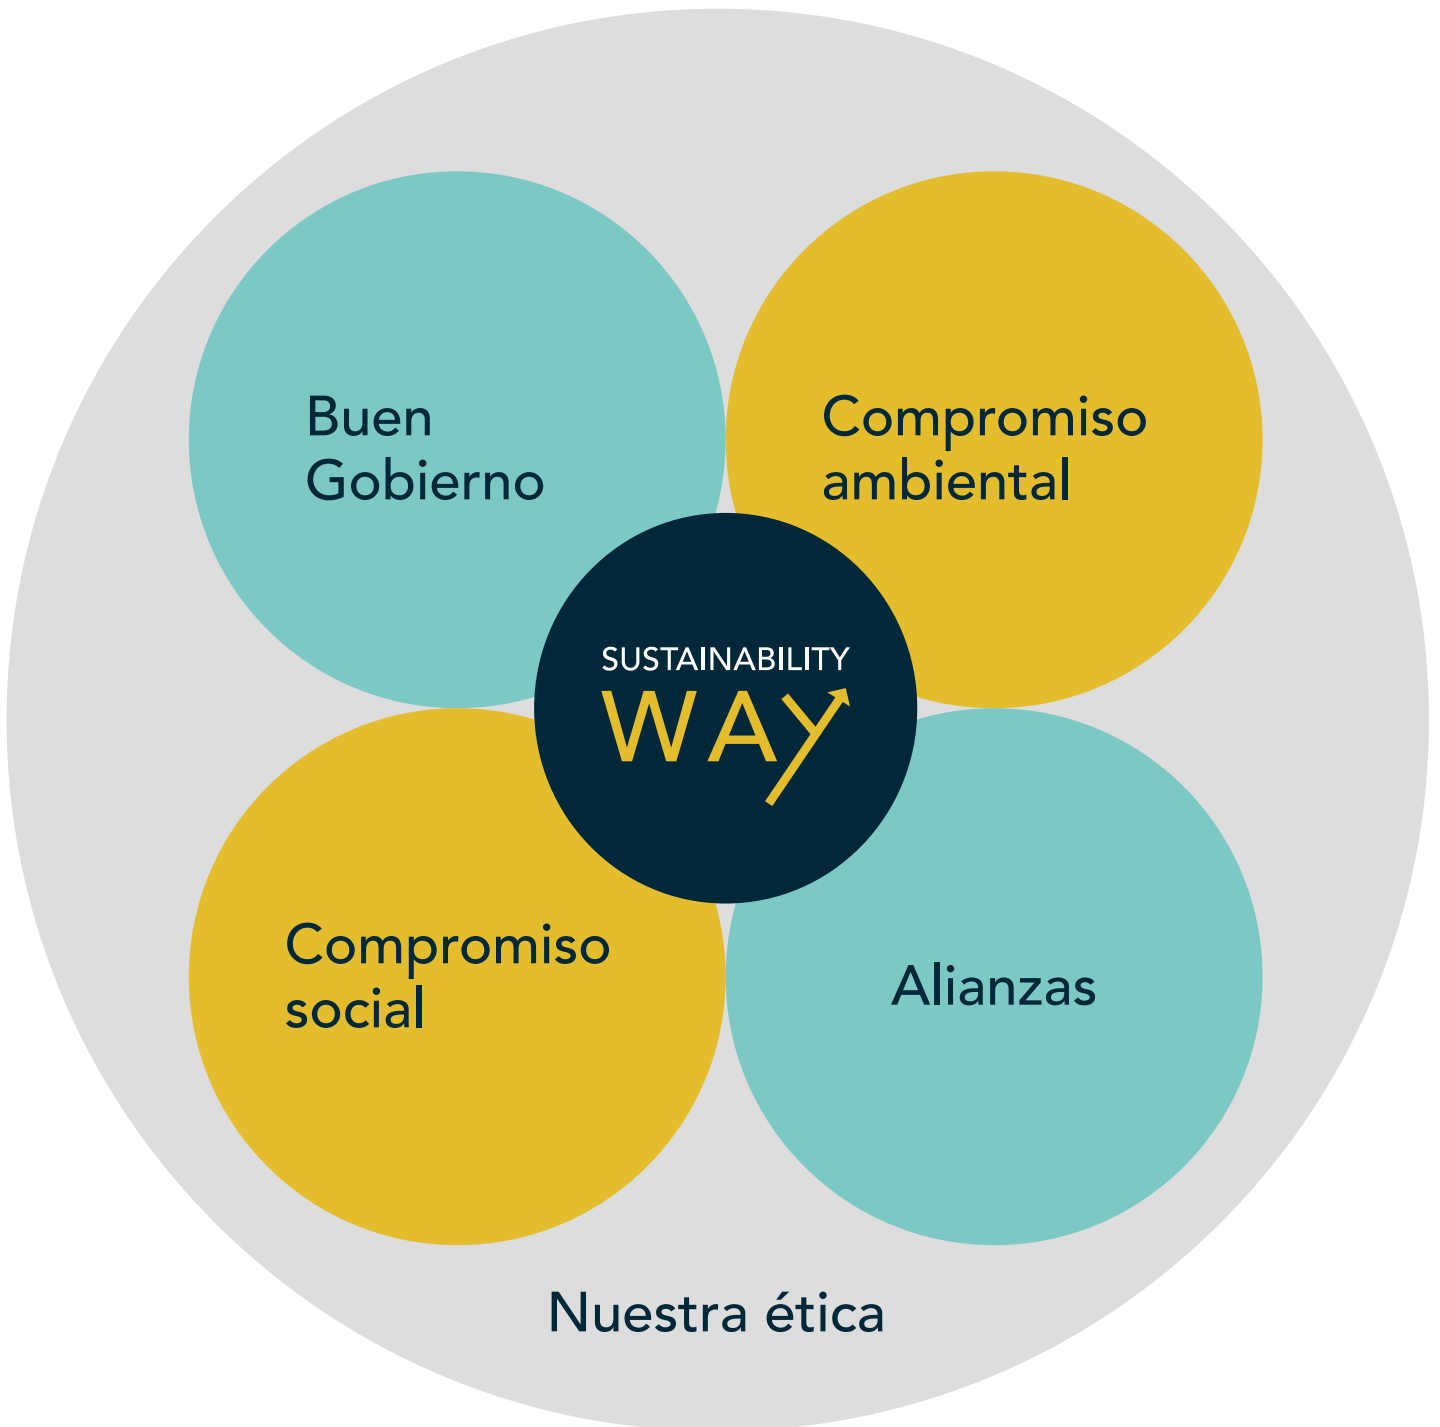 Buen
Gobierno
Compromiso
ambiental
SUSTAINABILITY
WAY
Compromiso
social
Alianzas
Nuestra ética